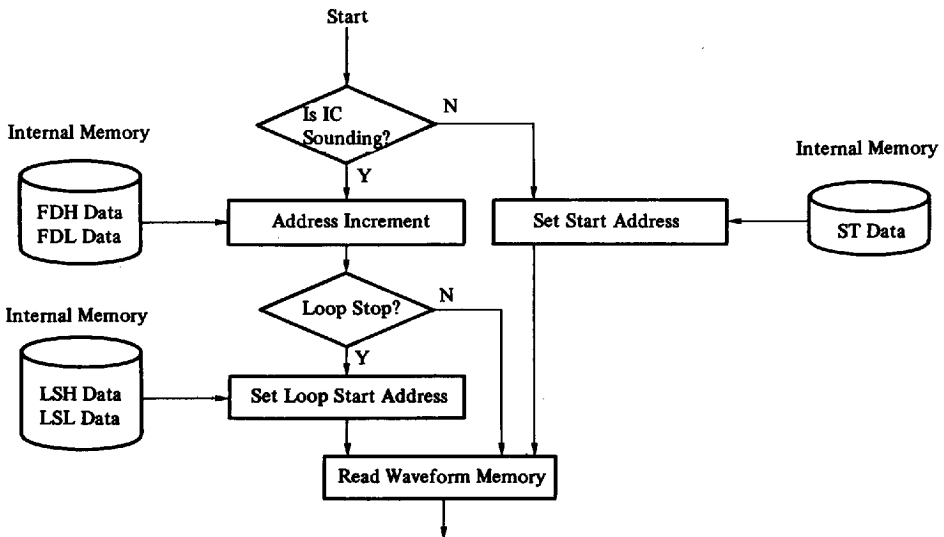 Start
Is IC
Sounding?
N
Y
Internal Memory
FDH Data
FDL Data
Address Increment
Set Start Address
Internal Memory
ST Data
Loop Stop?
N
Y
Internal Memory
LSH Data
LSL Data
Set Loop Start Address
Read Waveform Memory